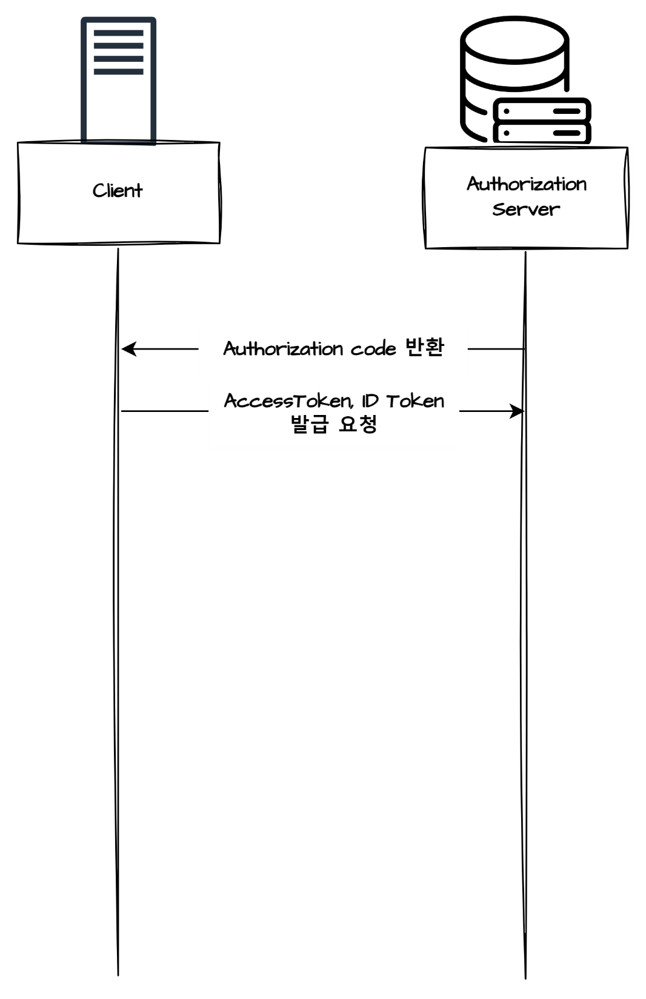 Client
Authorization
Server
Authorization code 반환
AccessToken, ID Token
발급 요청